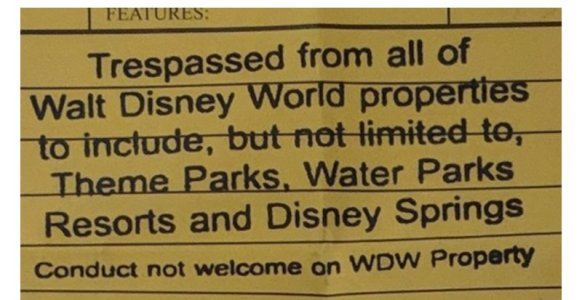 FEATURES:
Trespassed from all of
Walt Disney World properties
to include, but not limited to,
Theme Parks, Water Parks
Resorts and Disney Springs
Conduct not welcome on WDW Property